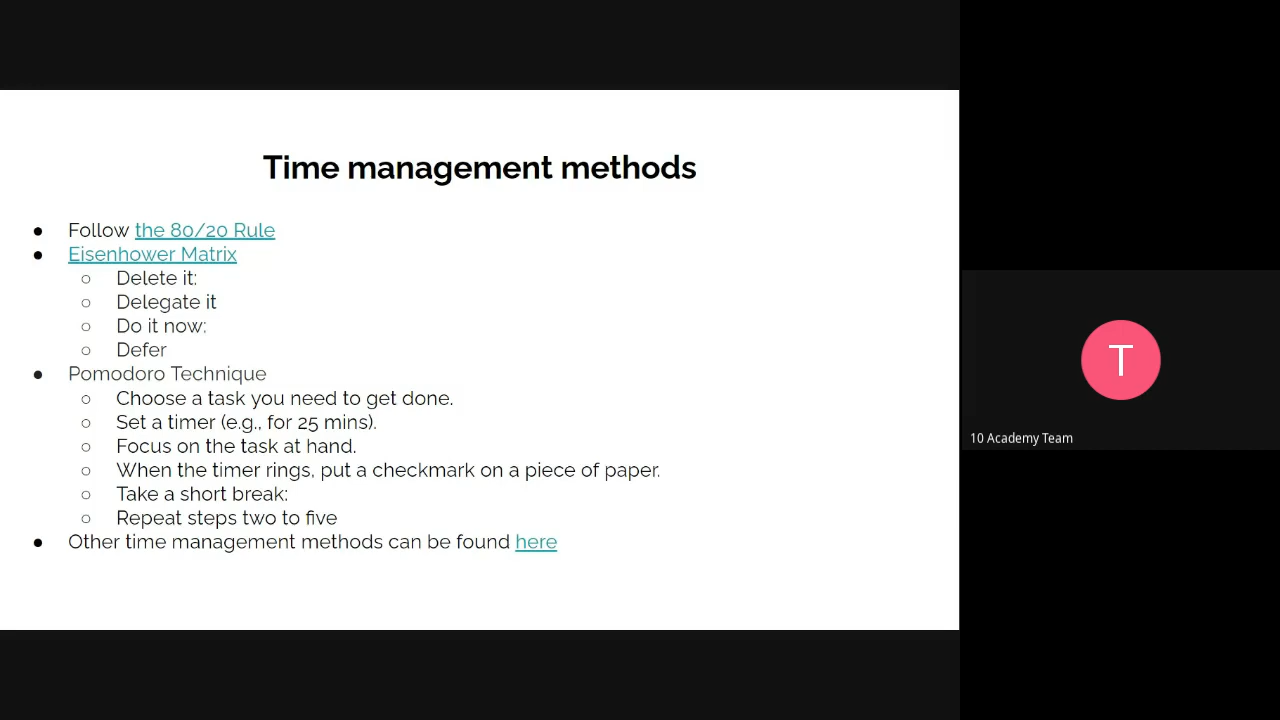 Time management methods
● Follow the 80/20 Rule
● Eisenhower Matrix
○ Delete it:
○ Delegate it
○ Do it now:
○ Defer
● Pomodoro Technique
○ Choose a task you need to get done.
○ Set a timer (e.g., for 25 mins).
○ Focus on the task at hand.
○ When the timer rings, put a checkmark on a piece of paper.
○ Take a short break:
○ Repeat steps two to five
● Other time management methods can be found here
T
10 Academy Team